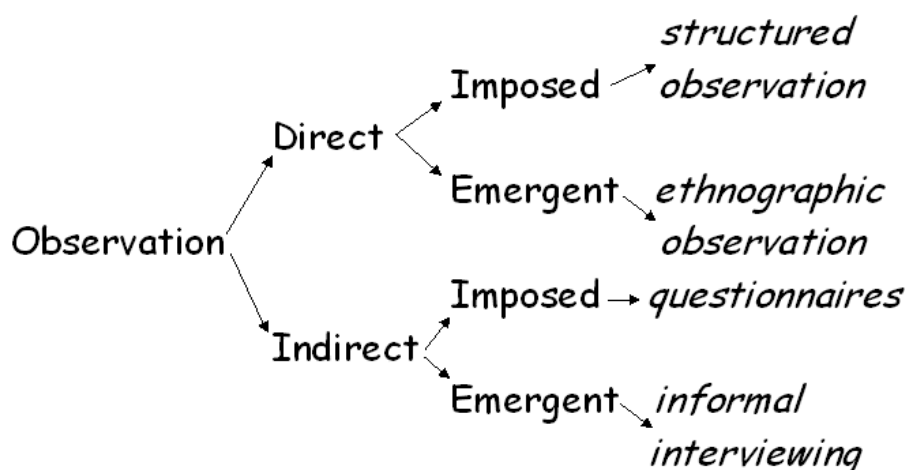 structured
Imposed observation
Direct
Emergent ethnographic
Observation observation
Imposed questionnaires
Indirect
Emergent informal
interviewing